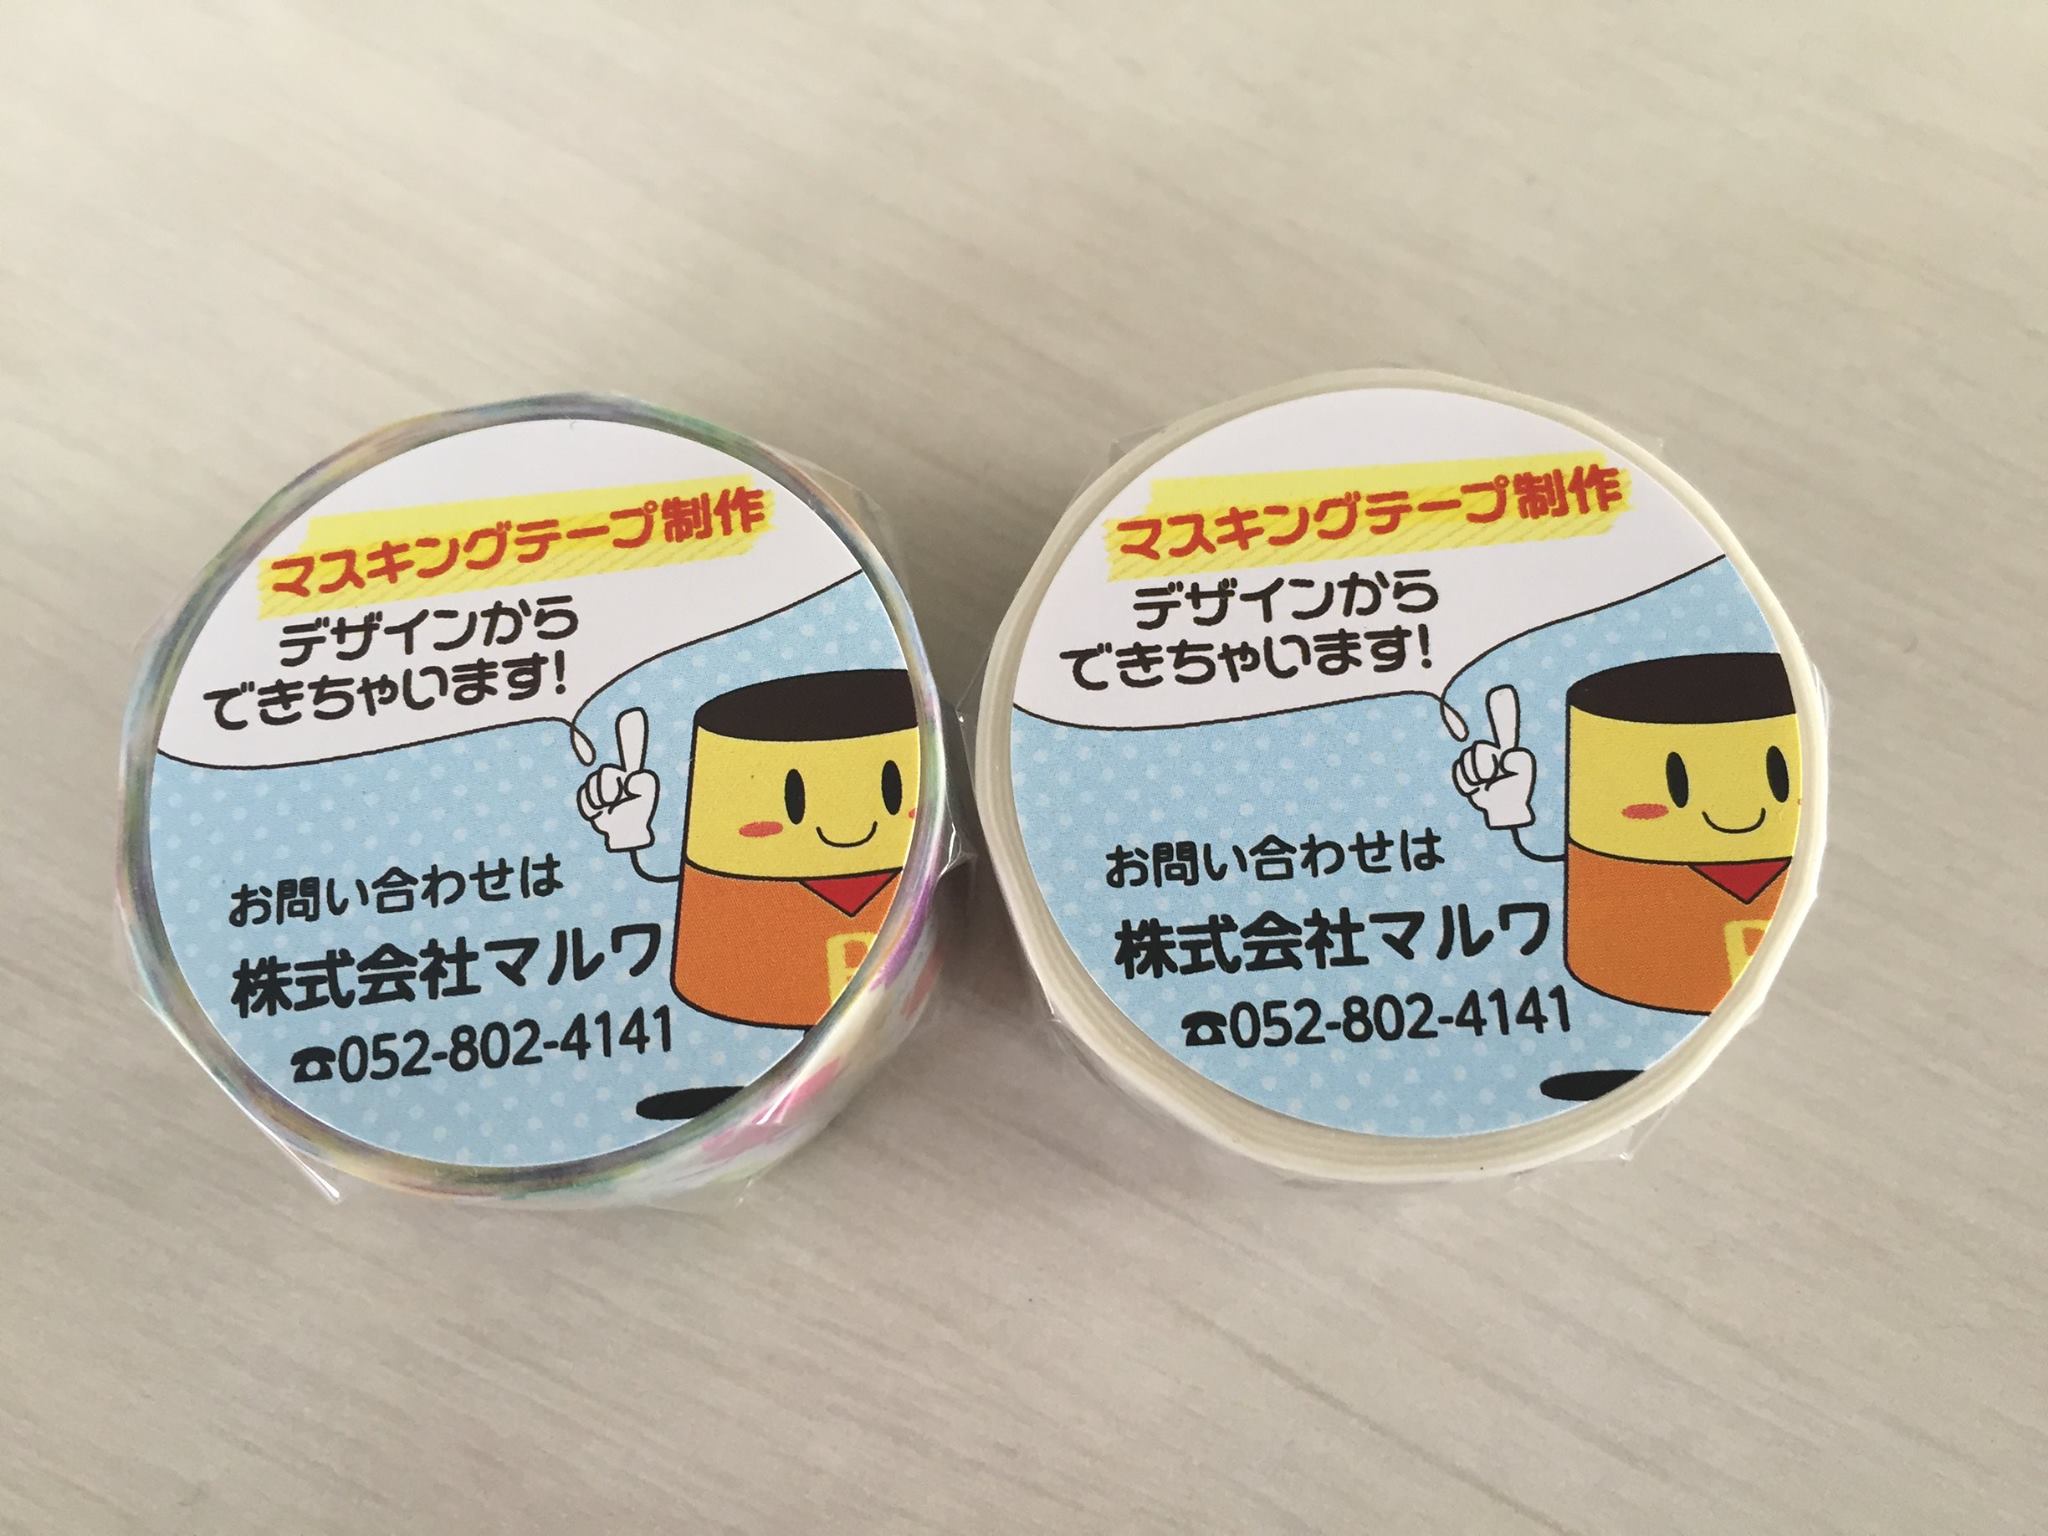 マスキングテープ制作
デザインから
できちゃいます!
お問い合わせは
株式会社マルワ
☎052-802-4141
マスキングテープ制作
デザインから
できちゃいます!
お問い合わせは
株式会社マルワ
☎052-802-4141